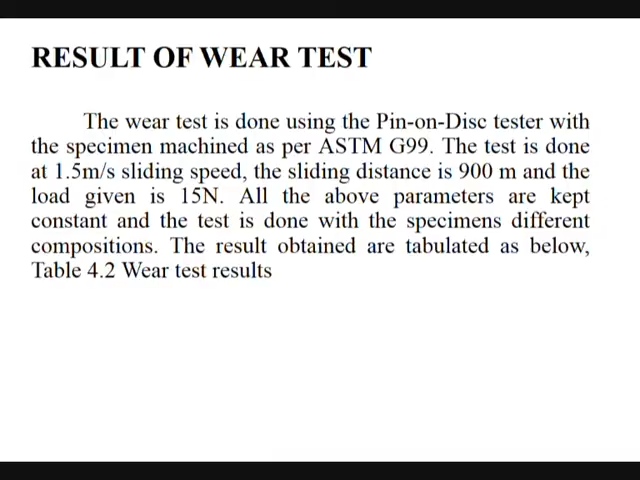 RESULT OF WEAR TEST
The wear test is done using the Pin-on-Disc tester with
the specimen machined as per ASTM G99. The test is done
at 1.5m/s sliding speed, the sliding distance is 900 m and the
load given is 15N. All the above parameters are kept
constant and the test is done with the specimens different
compositions. The result obtained are tabulated as below,
Table 4.2 Wear test results